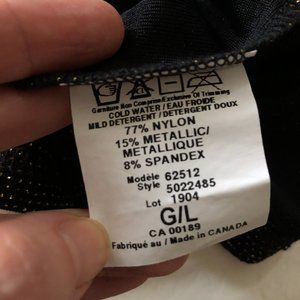 Garniture Non Comprise/Exclusive Of Trimming
COLD WATER / EAU FROIDE
MILD DETERGENT / DETERGENT DOUX
77% NYLON
15% METALLIC/
METALLIQUE
8% SPANDEX
Modèle 62512
Style 5022485
Lot 1904
G/L
CA 00189
Fabriqué au / Made in CANADA